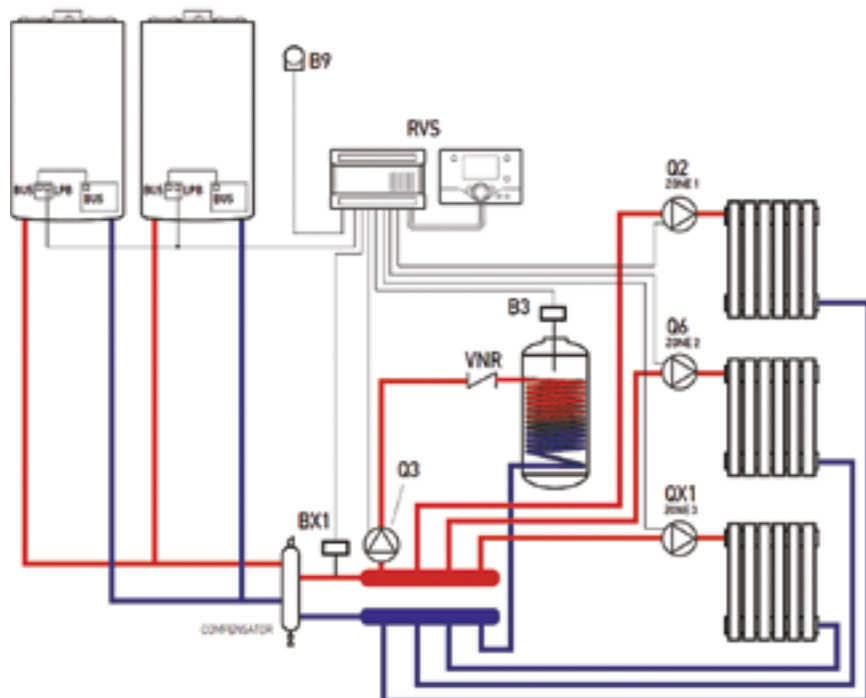 B9
RVS
BUS LPB BUS
BUS LPB BUS
Q2
ZONE 1
B3
Q6
ZONE 2
VNR
Q3
QX1
ZONE 3
BX1
COMPENSATOR